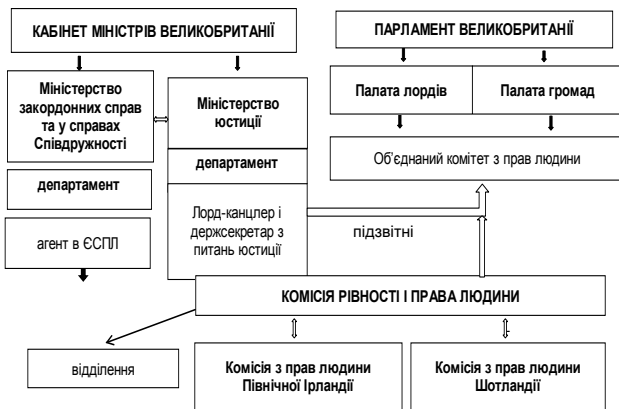 КАБІНЕТ МІНІСТРІВ ВЕЛИКОБРИТАНІЇ
ПАРЛАМЕНТ ВЕЛИКОБРИТАНІЇ
Міністерство
закордонних справ
та у справах
Співдружності
Міністерство
юстиції
Палата лордів
Палата громад
департамент
департамент
Об’єднаний комітет з прав людини
агент в ЄСПЛ
Лорд-канцлер і
держсекретар з
питань юстиції
підзвітні
КОМІСІЯ РІВНОСТІ І ПРАВА ЛЮДИНИ
відділення
Комісія з прав людини
Північної Ірландії
Комісія з прав людини
Шотландії